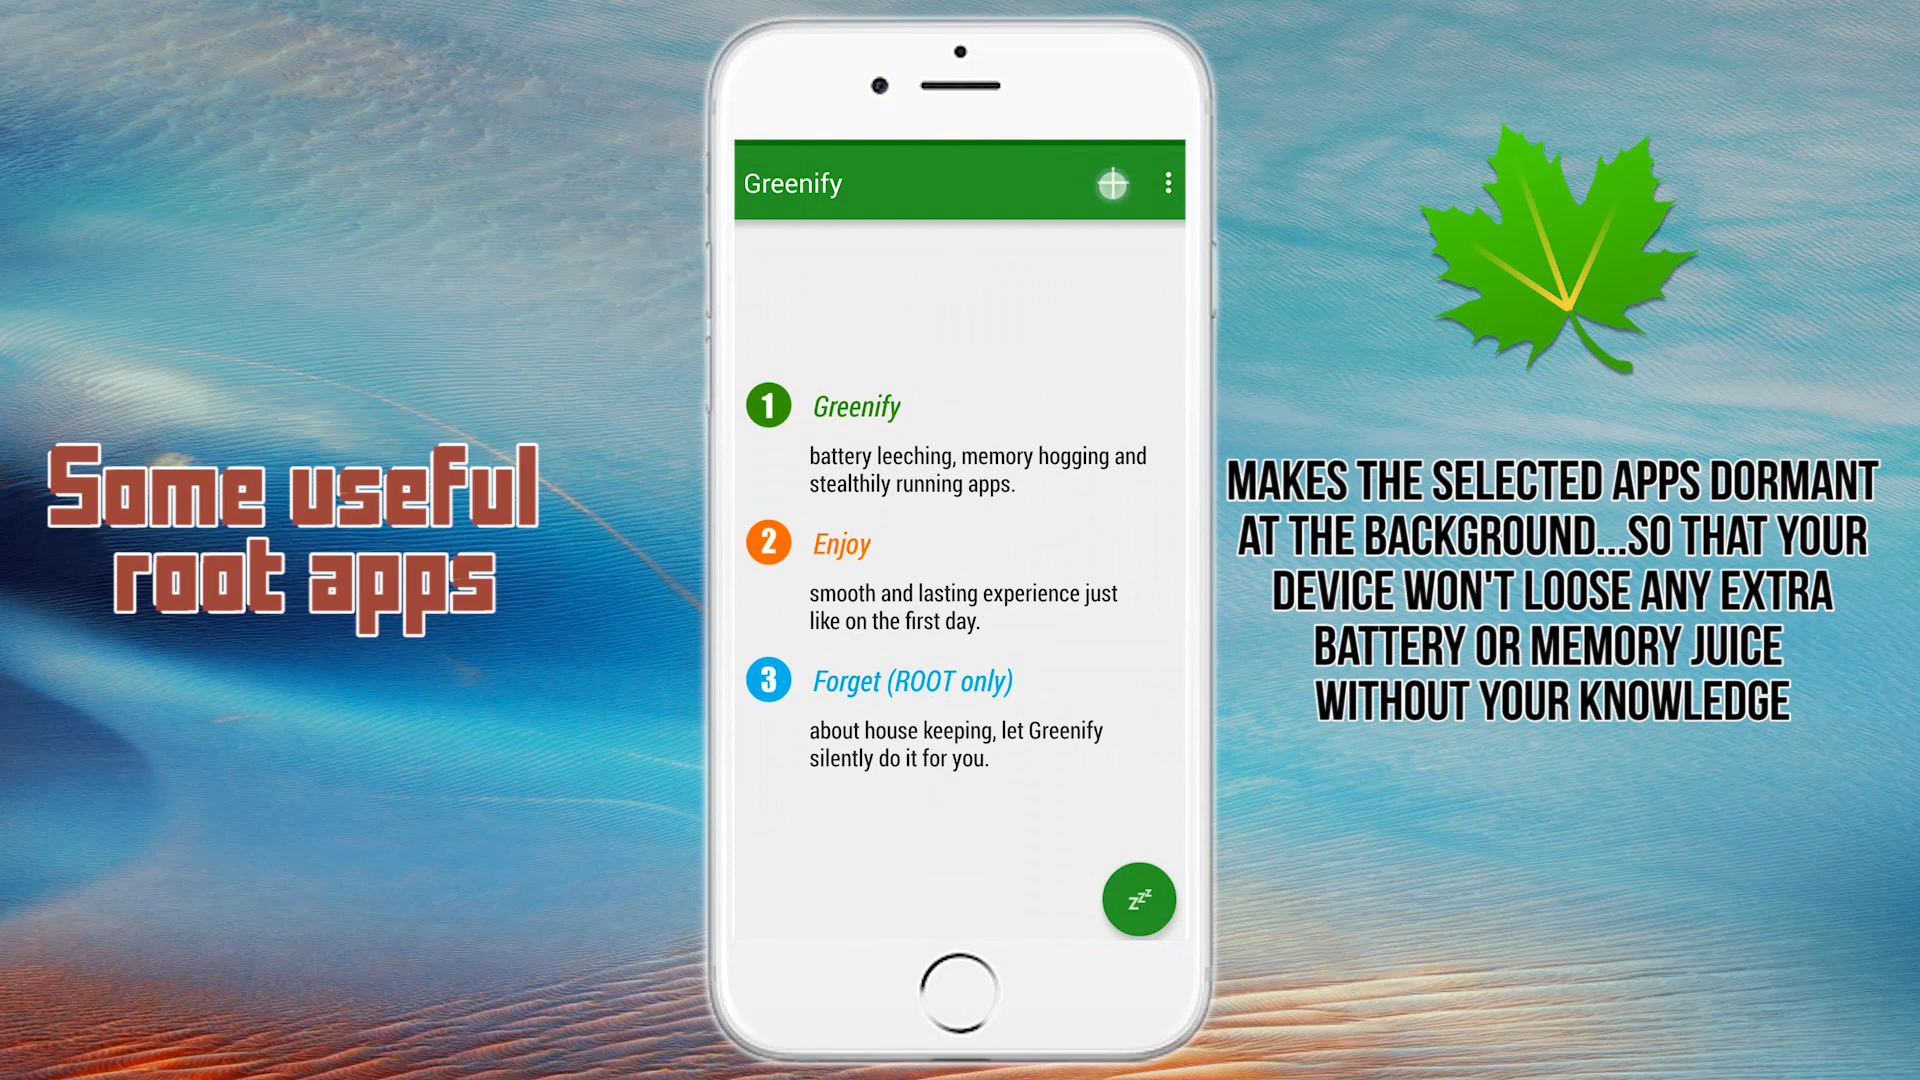 Some useful
root apps
Greenify
1 Greenify
battery leeching, memory hogging and
stealthily running apps.
2 Enjoy
smooth and lasting experience just
like on the first day.
3 Forget (ROOT only)
about house keeping, let Greenify
silently do it for you.
zzz
MAKES THE SELECTED APPS DORMANT
AT THE BACKGROUND...SO THAT YOUR
DEVICE WON'T LOOSE ANY EXTRA
BATTERY OR MEMORY JUICE
WITHOUT YOUR KNOWLEDGE